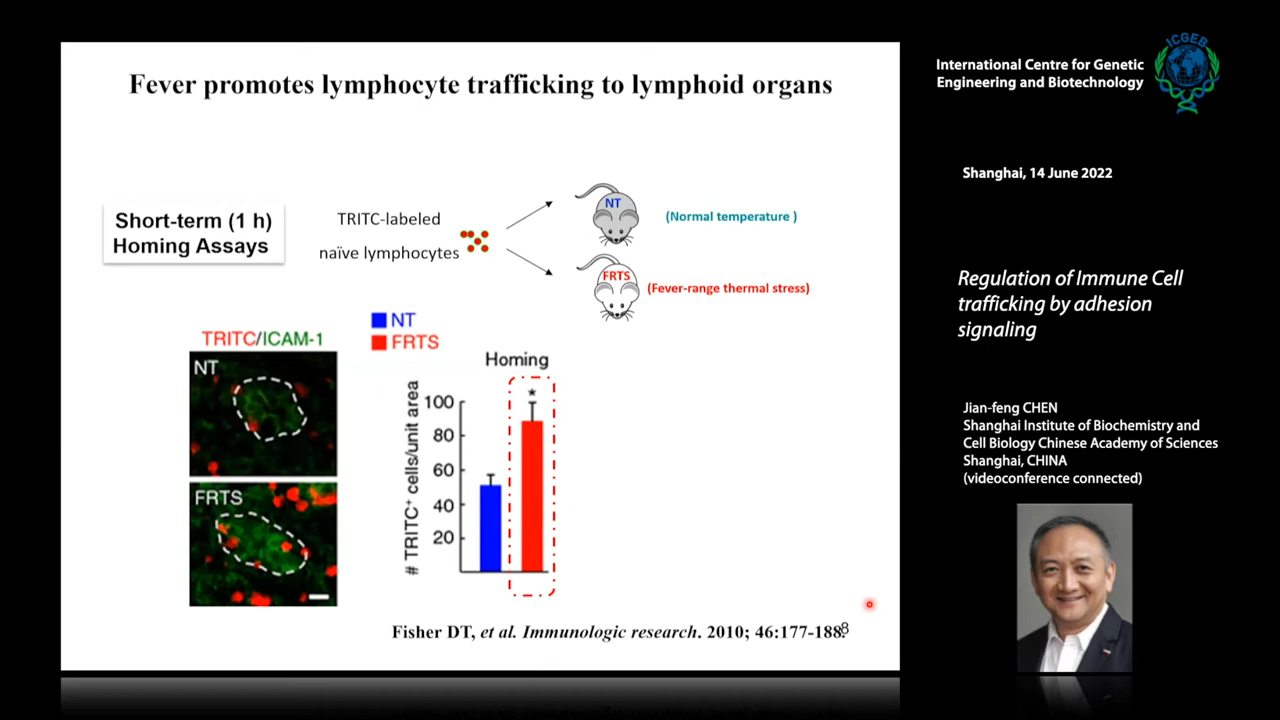 Fever promotes lymphocyte trafficking to lymphoid organs
Short-term (1 h)
Homing Assays
TRITC-labeled
naïve lymphocytes
NT
(Normal temperature )
FRTS
(Fever-range thermal stress)
TRITC/ICAM-1
NT
FRTS
NT
FRTS
Homing
*
# TRITC+ cells/unit area
100
80
60
40
20
Fisher DT, et al. Immunologic research. 2010; 46:177-188.
8
International Centre for Genetic
Engineering and Biotechnology
ICGEB
Shanghai, 14 June 2022
Regulation of Immune Cell
trafficking by adhesion
signaling
Jian-feng CHEN
Shanghai Institute of Biochemistry and
Cell Biology Chinese Academy of Sciences
Shanghai, CHINA
(videoconference connected)